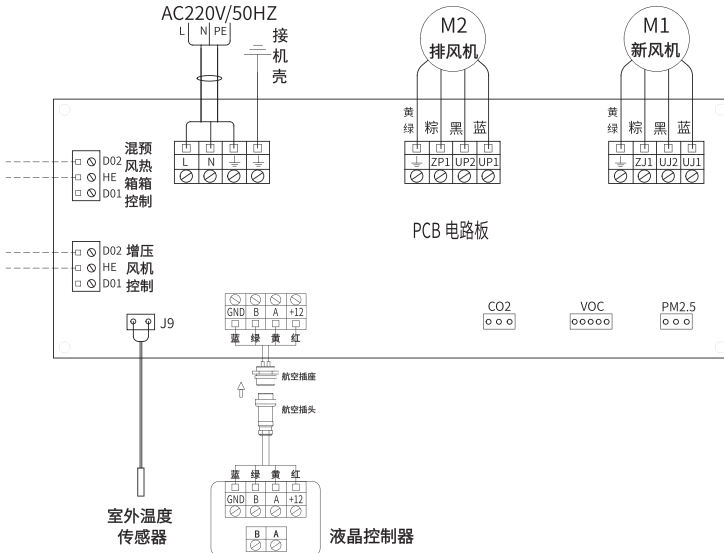 AC220V/50HZ
L N PE
接机壳
M2
排风机
M1
新风机
黄绿 棕 黑 蓝
黄绿 棕 黑 蓝
L N
ZP1 UP2 UP1
ZJ1 UJ2 UJ1
混预
风热
箱箱
控制
D02
HE
D01
PCB 电路板
D02 增压
HE 风机
D01 控制
GND B A +12
蓝 绿 黄 红
CO2
VOC
PM2.5
J9
航空插座
航空插头
蓝 绿 黄 红
GND B A +12
B A
液晶控制器
室外温度
传感器